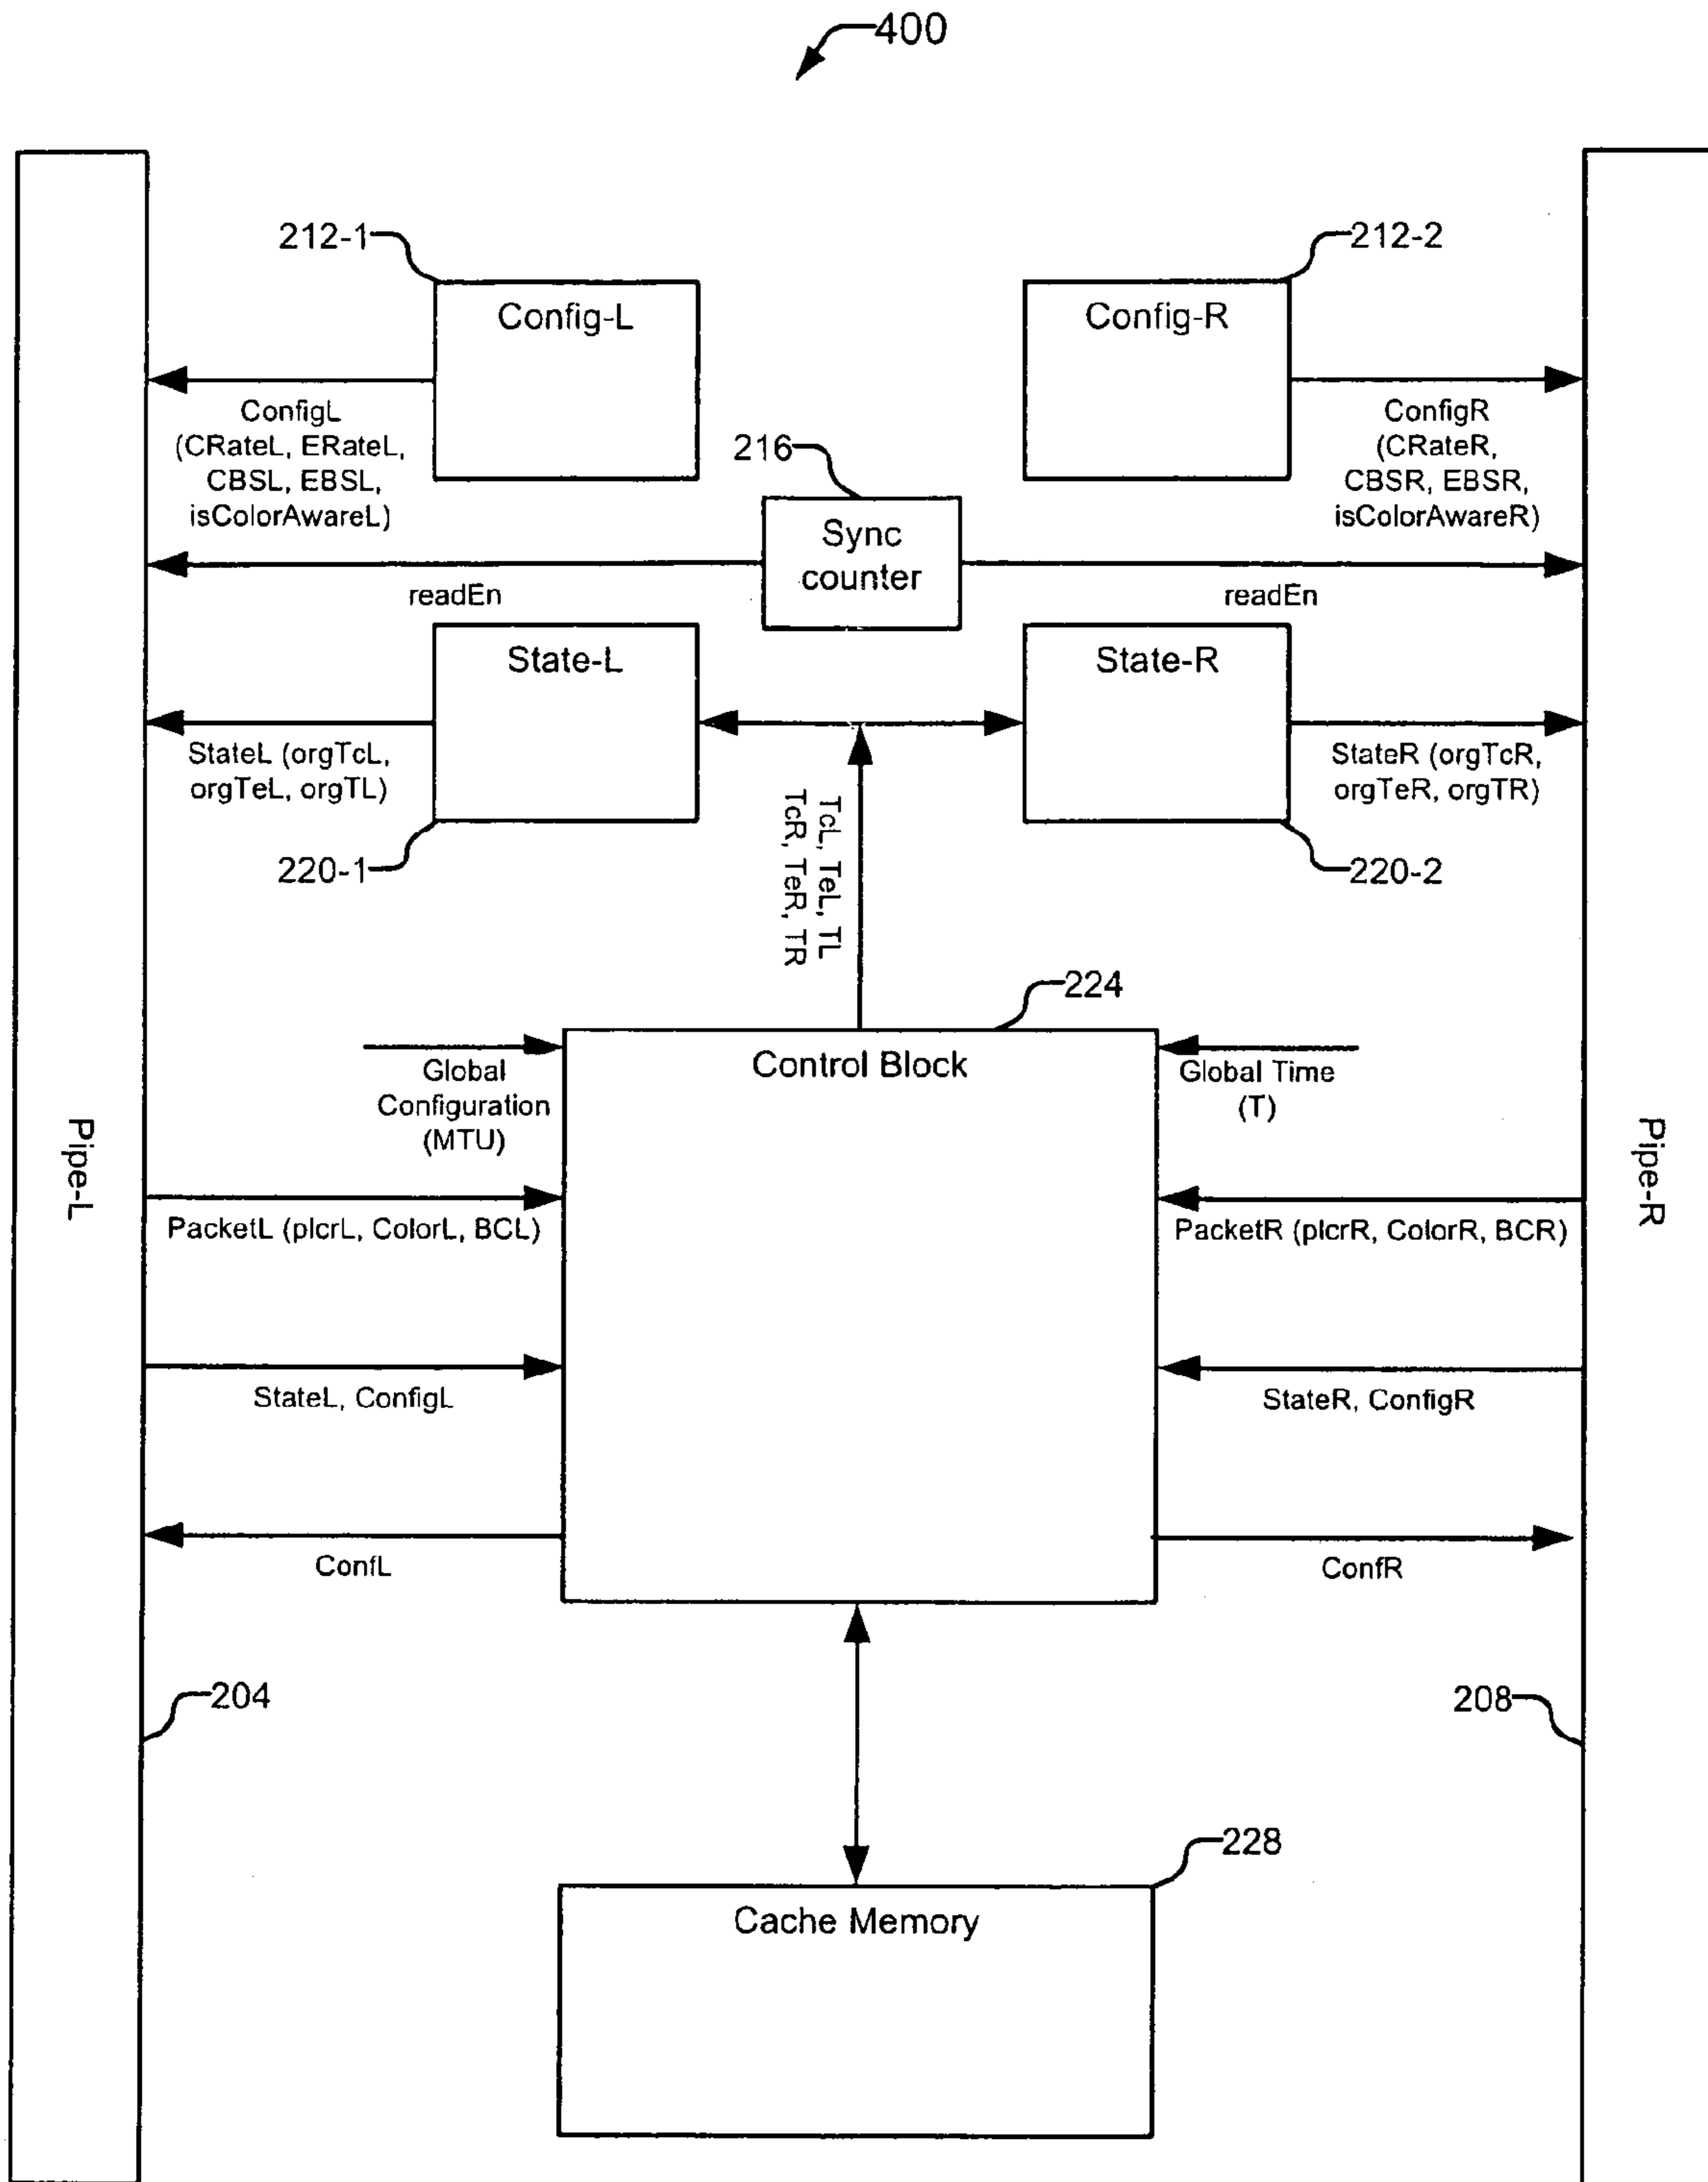 400
212-1
212-2
Config-L
Config-R
ConfigL
(CRateL, ERateL,
CBSL, EBSL,
isColorAwareL)
ConfigR
(CRateR,
CBSR, EBSR,
isColorAwareR)
216
Sync
counter
readEn
readEn
State-L
State-R
StateL (orgTcL,
orgTeL, orgTL)
StateR (orgTcR,
orgTeR, orgTR)
220-1
220-2
TcL, TeL, TL
TcR, TeR, TR
224
Control Block
Global
Configuration
(MTU)
Global Time
(T)
Pipe-L
Pipe-R
PacketL (plcrL, ColorL, BCL)
PacketR (plcrR, ColorR, BCR)
StateL, ConfigL
StateR, ConfigR
ConfL
ConfR
204
208
228
Cache Memory